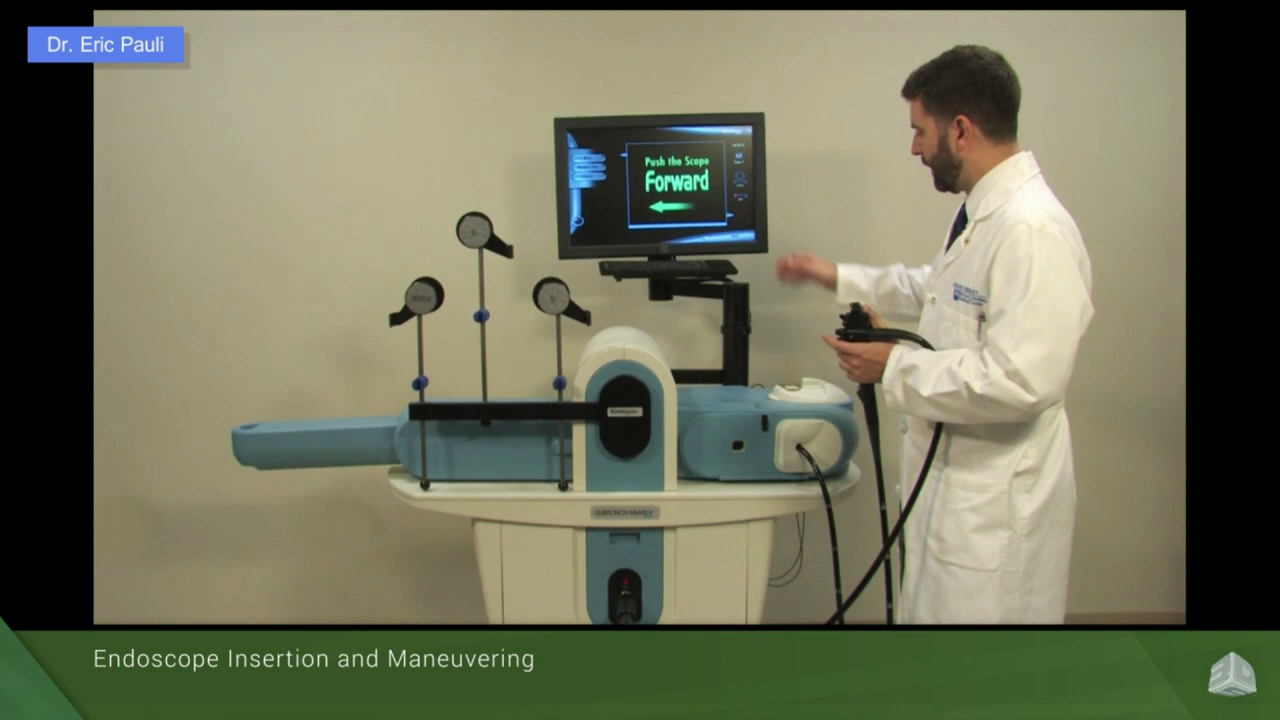 Dr. Eric Pauli
Push the Scope
Forward
Endoscope Insertion and Maneuvering